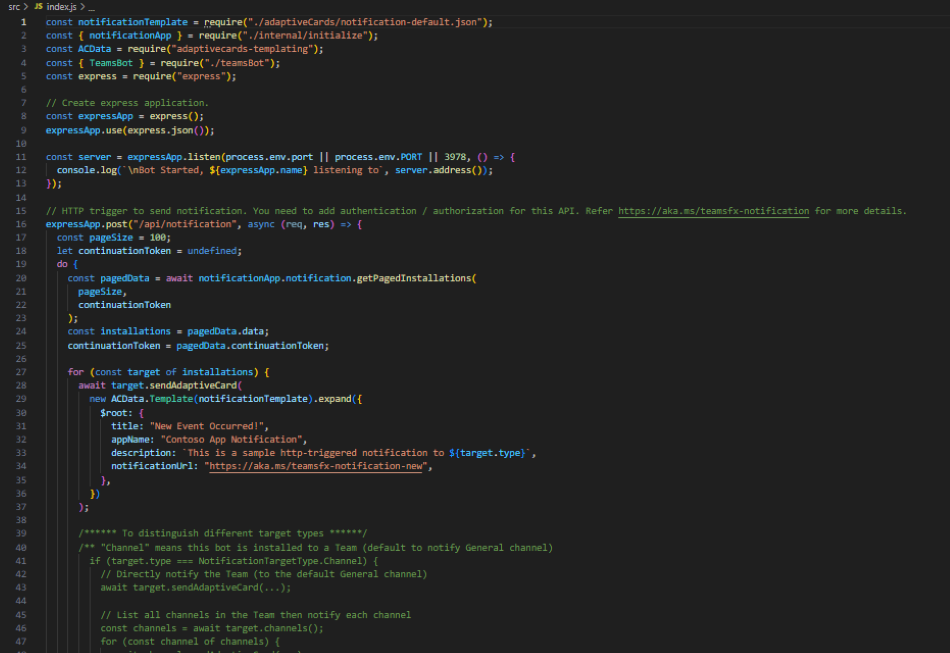 src > JS index.js > _
1 const notificationTemplate = require("./adaptiveCards/notification-default.json");
2 const { notificationApp } = require("./internal/initialize");
3 const ACData = require("adaptivecards-templating");
4 const { TeamsBot } = require("./teamsBot");
5 const express = require("express");
6
7 // Create express application.
8 const expressApp = express();
9 expressApp.use(express.json());
10
11 const server = expressApp.listen(process.env.port || process.env.PORT || 3978, () => {
12 console.log(`\nBot Started, ${expressApp.name} listening to`, server.address());
13 });
14
15 // HTTP trigger to send notification. You need to add authentication / authorization for this API. Refer https://aka.ms/teamsfx-notification for more details.
16 expressApp.post("/api/notification", async (req, res) => {
17 const pageSize = 100;
18 let continuationToken = undefined;
19 do {
20 const pagedData = await notificationApp.notification.getPagedInstallations(
21 pageSize,
22 continuationToken
23 );
24 const installations = pagedData.data;
25 continuationToken = pagedData.continuationToken;
26
27 for (const target of installations) {
28 await target.sendAdaptiveCard(
29 new ACData.Template(notificationTemplate).expand({
30 $root: {
31 title: "New Event Occurred!",
32 appName: "Contoso App Notification",
33 description: `This is a sample http-triggered notification to ${target.type}`,
34 notificationUrl: "https://aka.ms/teamsfx-notification-new",
35 },
36 })
37 );
38
39 /****** To distinguish different target types ******/
40 /** "Channel" means this bot is installed to a Team (default to notify General channel)
41 if (target.type === NotificationTargetType.Channel) {
42 // Directly notify the Team (to the default General channel)
43 await target.sendAdaptiveCard(...);
44
45 // List all channels in the Team then notify each channel
46 const channels = await target.channels();
47 for (const channel of channels) {